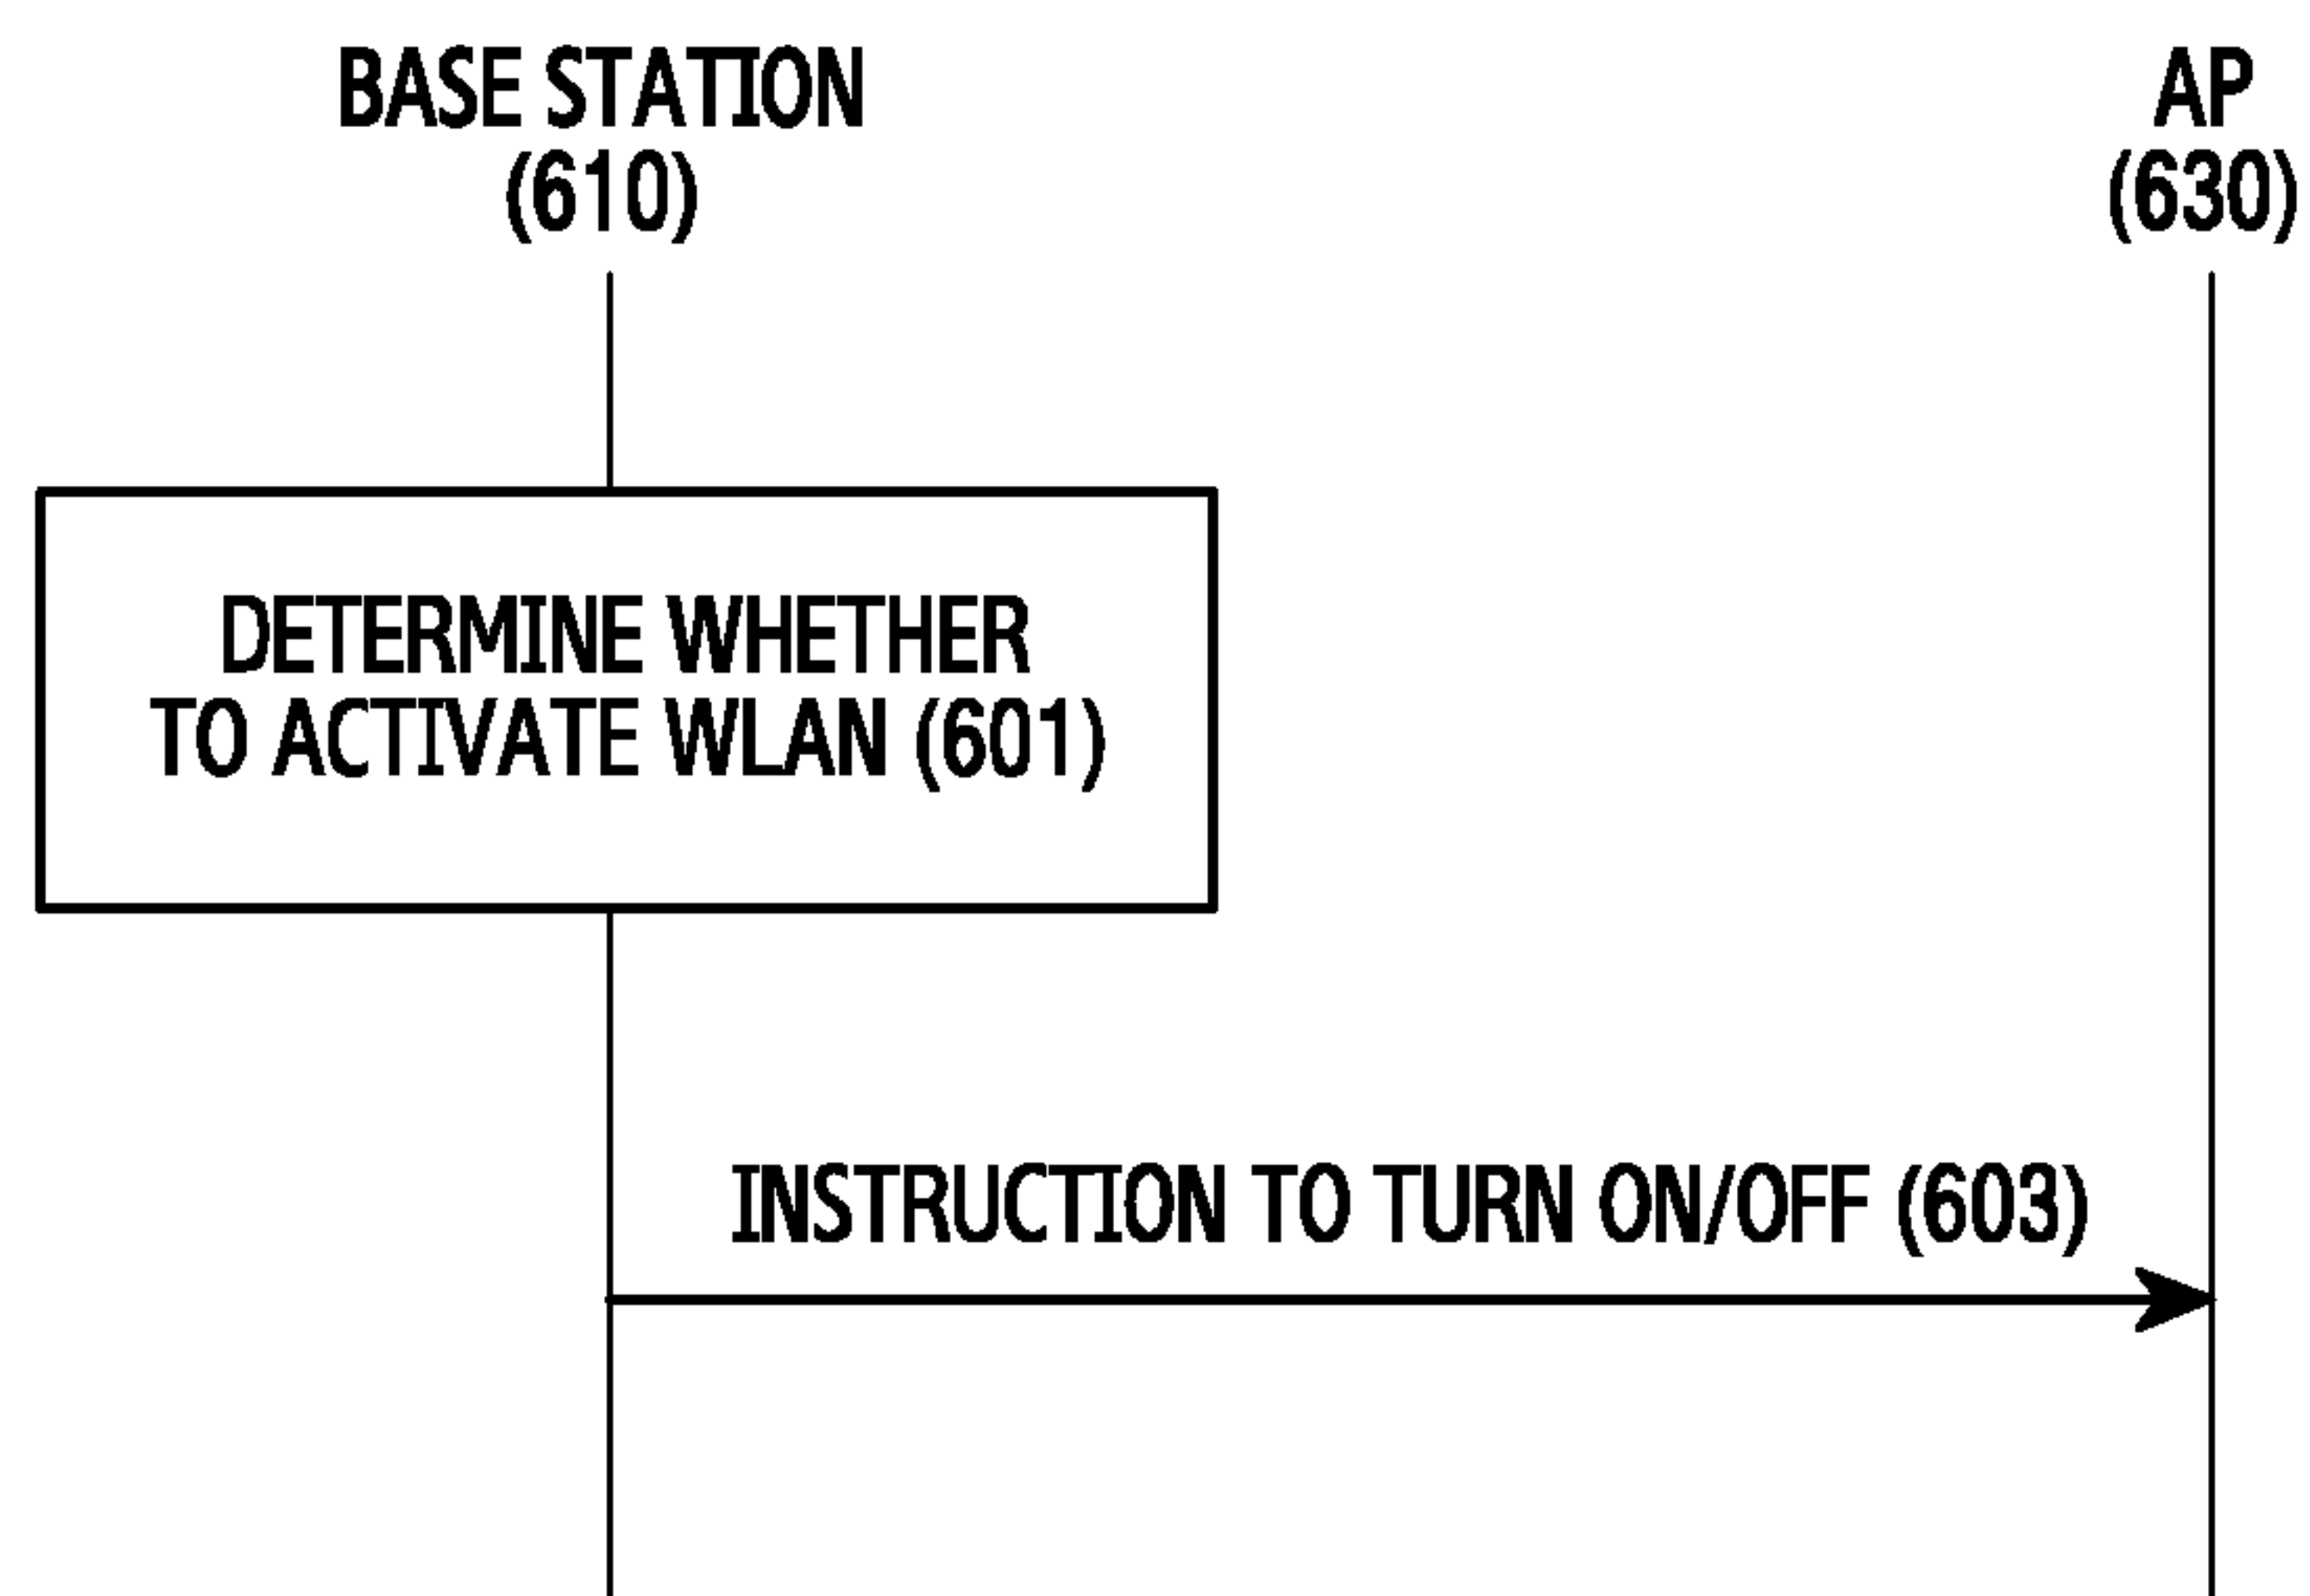 BASE STATION
(610)
AP
(630)
DETERMINE WHETHER
TO ACTIVATE WLAN (601)
INSTRUCTION TO TURN ON/OFF (603)